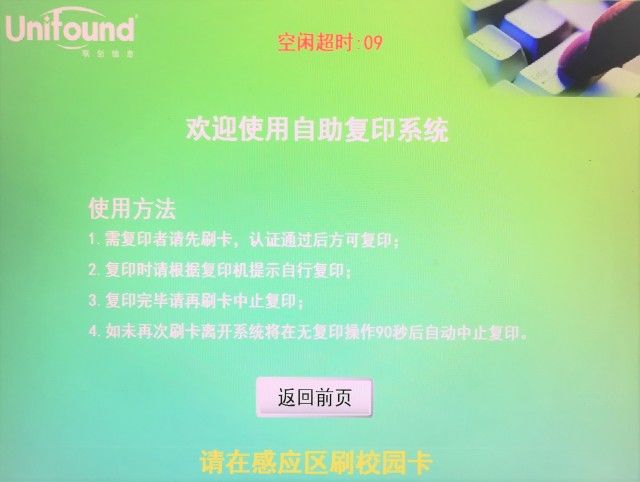 Unifound
联创信息
空闲超时:09
欢迎使用自助复印系统
使用方法
1.需复印者请先刷卡，认证通过后方可复印；
2.复印时请根据复印机提示自行复印；
3.复印完毕请再刷卡中止复印；
4.如未再次刷卡离开系统将在无复印操作90秒后自动中止复印。
返回前页
请在感应区刷校园卡